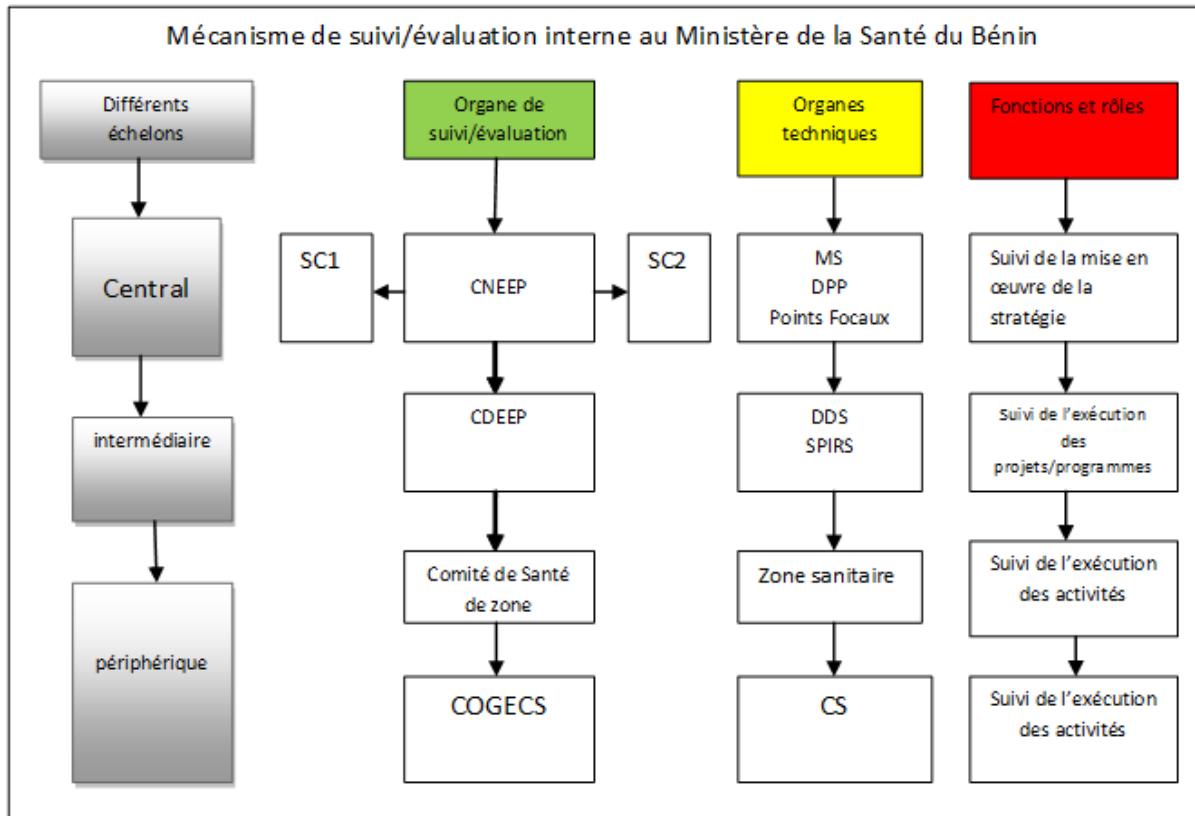 Mécanisme de suivi/évaluation interne au Ministère de la Santé du Bénin
Différents
échelons
Organe de
suivi/évaluation
Organes
techniques
Fonctions et rôles
Central
SC1
CNEEP
SC2
MS
DPP
Points Focaux
Suivi de la mise en
œuvre de la
stratégie
intermédiaire
CDEEP
DDS
SPIRS
Suivi de l’exécution
des
projets/programmes
périphérique
Comité de Santé
de zone
Zone sanitaire
Suivi de l’exécution
des activités
COGECS
CS
Suivi de l’exécution
des activités